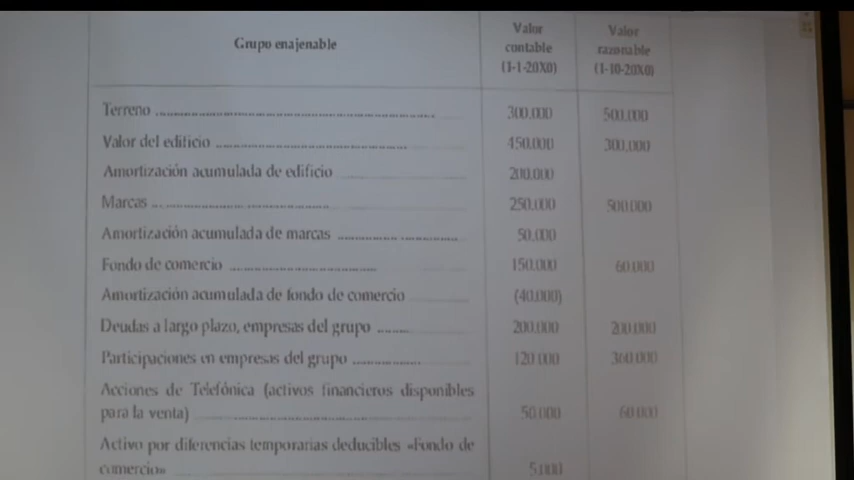 Grupo enajenable
Valor contable (1-1-20X0)
Valor razonable (1-10-20X0)
Terreno 300.000 500.000
Valor del edificio 450.000 300.000
Amortización acumulada de edificio 200.000
Marcas 250.000 500.000
Amortización acumulada de marcas 50.000
Fondo de comercio 150.000 60.000
Amortización acumulada de fondo de comercio (40.000)
Deudas a largo plazo, empresas del grupo 200.000 200.000
Participaciones en empresas del grupo 120.000 360.000
Acciones de Telefónica (activos financieros disponibles
para la venta) 50.000 60.000
Activo por diferencias temporarias deducibles «Fondo de
comercio» 5.000